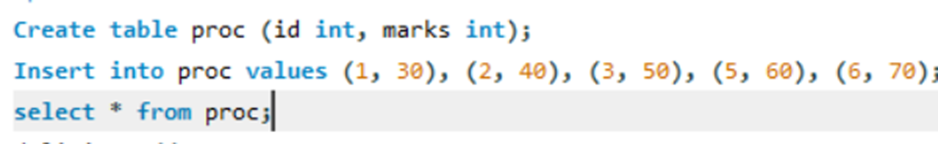 Create table proc (id int, marks int);
Insert into proc values (1, 30), (2, 40), (3, 50), (5, 60), (6, 70);
select * from proc;